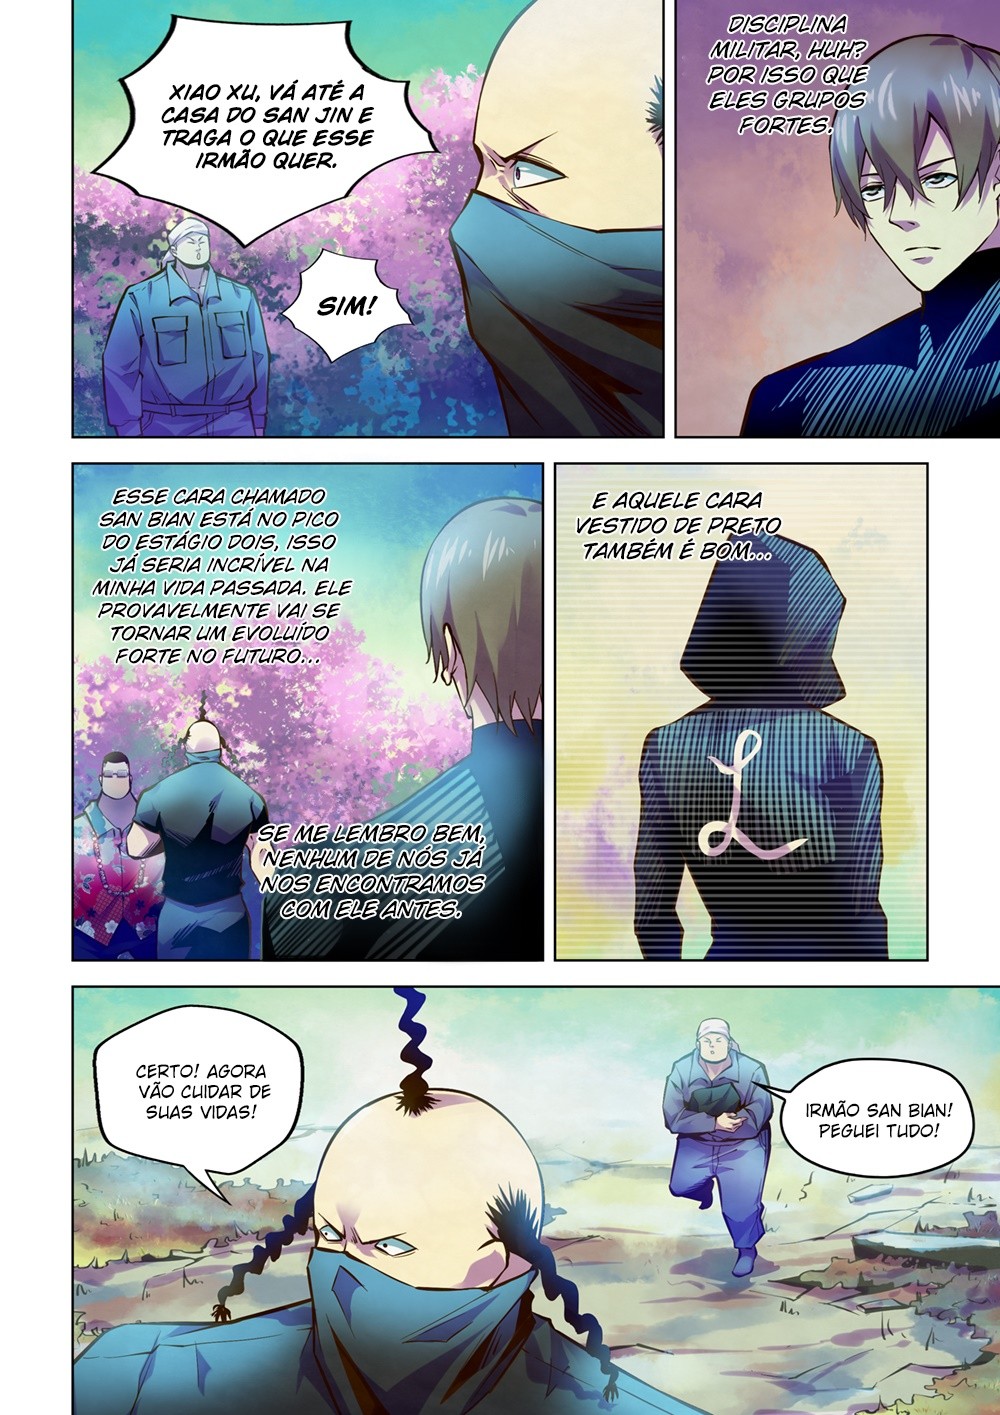 XIAO XU, VÁ ATÉ A
CASA DO SAN JIN E
TRAGA O QUE ESSE
IRMÃO QUER.
SIM!
DISCIPLINA
MILITAR, HUH?
POR ISSO QUE
ELES GRUPOS
FORTES.
ESSE CARA CHAMADO
SAN BIAN ESTÁ NO PICO
DO ESTÁGIO DOIS, ISSO
JÁ SERIA INCRÍVEL NA
MINHA VIDA PASSADA. ELE
PROVAVELMENTE VAI SE
TORNAR UM EVOLUÍDO
FORTE NO FUTURO...
SE ME LEMBRO BEM,
NENHUM DE NÓS JÁ
NOS ENCONTRAMOS
COM ELE ANTES.
E AQUELE CARA
VESTIDO DE PRETO
TAMBÉM É BOM...
L
CERTO! AGORA
VÃO CUIDAR DE
SUAS VIDAS!
IRMÃO SAN BIAN!
PEGUEI TUDO!